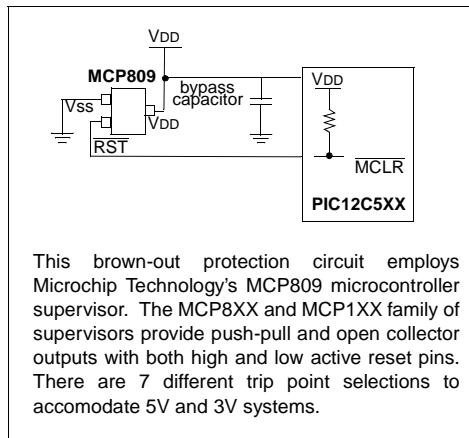 VDD
MCP809
bypass
capacitor
VDD
Vss
VDD
RST
MCLR
PIC12C5XX
This brown-out protection circuit employs
Microchip Technology's MCP809 microcontroller
supervisor. The MCP8XX and MCP1XX family of
supervisors provide push-pull and open collector
outputs with both high and low active reset pins.
There are 7 different trip point selections to
accomodate 5V and 3V systems.